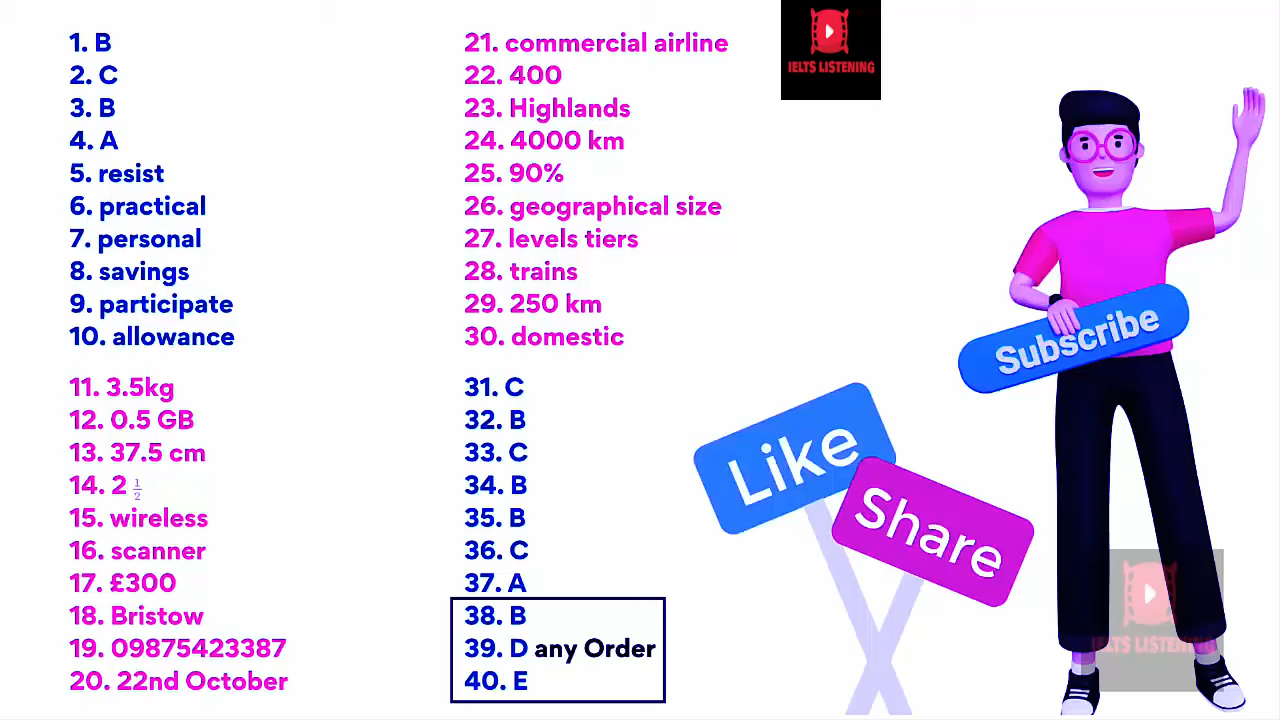 1. B
2. C
3. B
4. A
5. resist
6. practical
7. personal
8. savings
9. participate
10. allowance
11. 3.5kg
12. 0.5 GB
13. 37.5 cm
14. 2 ½
15. wireless
16. scanner
17. £300
18. Bristow
19. 09875423387
20. 22nd October
21. commercial airline
22. 400
23. Highlands
24. 4000 km
25. 90%
26. geographical size
27. levels tiers
28. trains
29. 250 km
30. domestic
31. C
32. B
33. C
34. B
35. B
36. C
37. A
38. B
39. D any Order
40. E
IELTS LISTENING
Subscribe
Like
Share
IELTS LISTENING